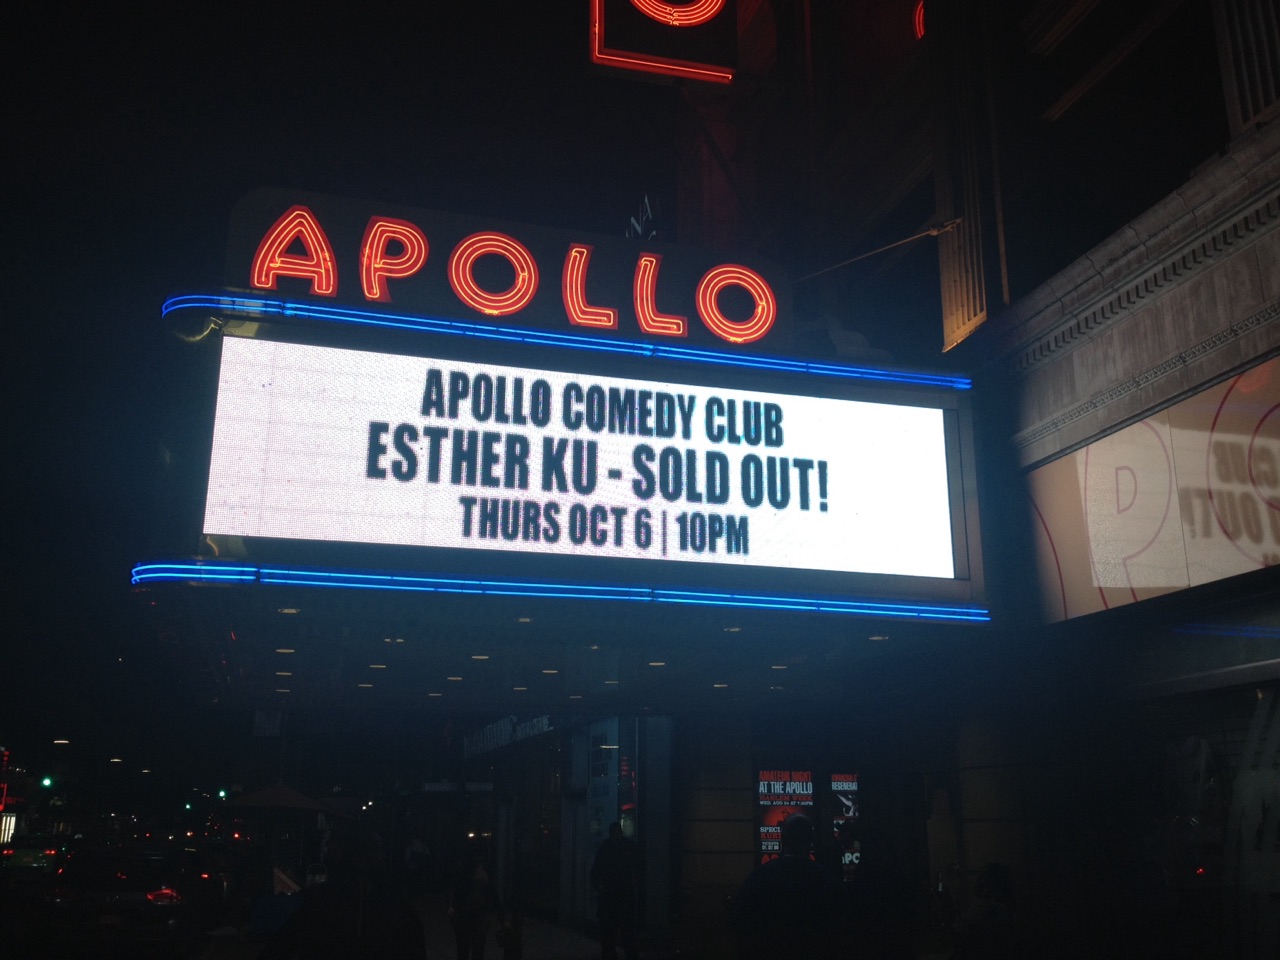 APOLLO
APOLLO COMEDY CLUB
ESTHER KU - SOLD OUT!
THURS OCT 6 | 10PM
AMATEUR NIGHT
AT THE APOLLO